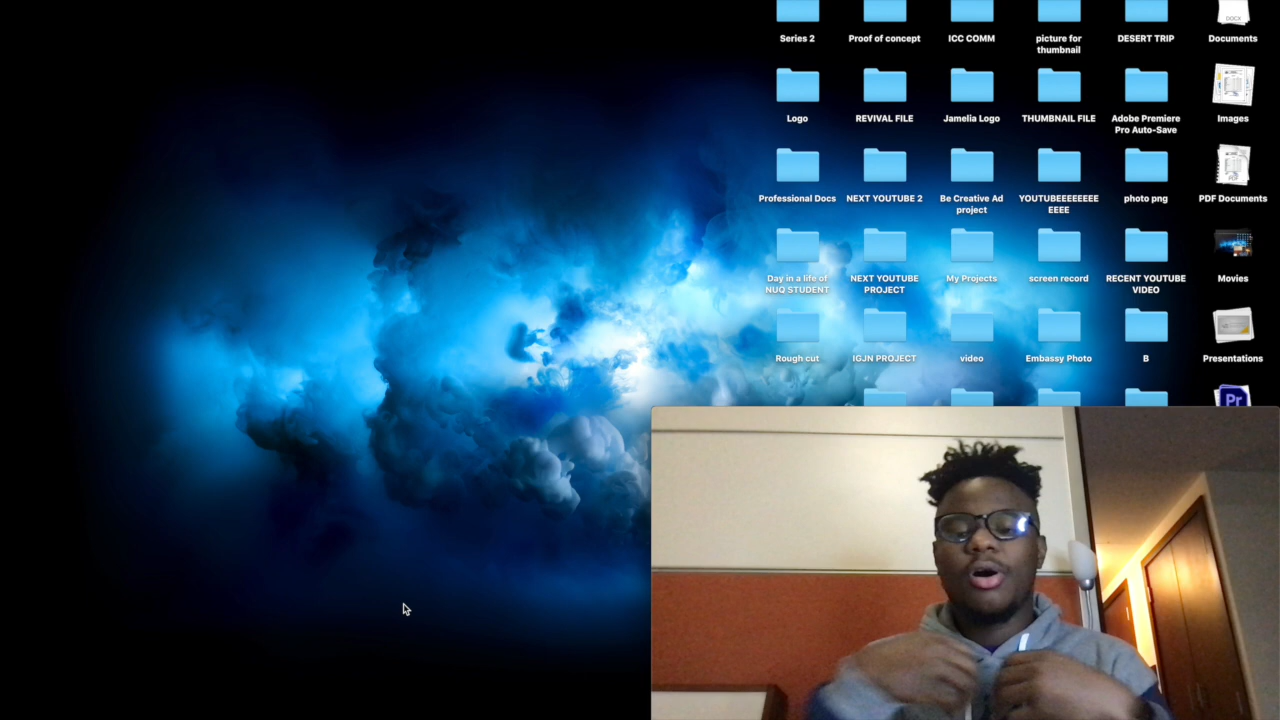 DOCX
Series 2
Proof of concept
ICC COMM
picture for
thumbnail
DESERT TRIP
Documents
Logo
REVIVAL FILE
Jamelia Logo
THUMBNAIL FILE
Adobe Premiere
Pro Auto-Save
Images
PDF
Professional Docs
NEXT YOUTUBE 2
Be Creative Ad
project
YOUTUBEEEEEEEE
EEEE
photo png
PDF Documents
Day in a life of
NUQ STUDENT
NEXT YOUTUBE
PROJECT
My Projects
screen record
RECENT YOUTUBE
VIDEO
Movies
Rough cut
IGJN PROJECT
video
Embassy Photo
B
Presentations
Pr